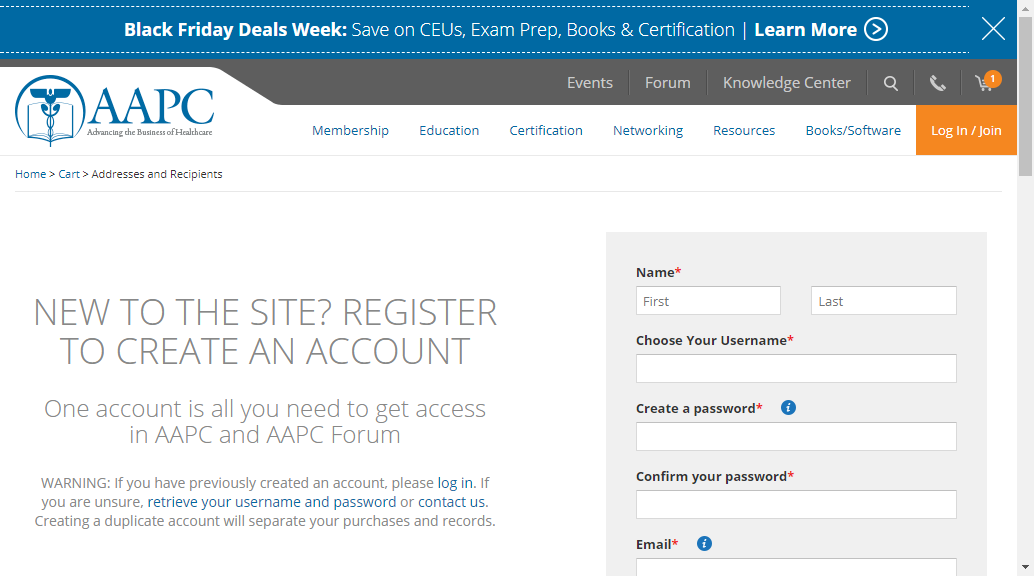 Black Friday Deals Week: Save on CEUs, Exam Prep, Books & Certification | Learn More
Events Forum Knowledge Center 1
AAPC
Advancing the Business of Healthcare
Membership Education Certification Networking Resources Books/Software Log In / Join
Home > Cart > Addresses and Recipients
NEW TO THE SITE? REGISTER
TO CREATE AN ACCOUNT
One account is all you need to get access
in AAPC and AAPC Forum
WARNING: If you have previously created an account, please log in. If
you are unsure, retrieve your username and password or contact us.
Creating a duplicate account will separate your purchases and records.
Name*
First Last
Choose Your Username*
Create a password* i
Confirm your password*
Email* i